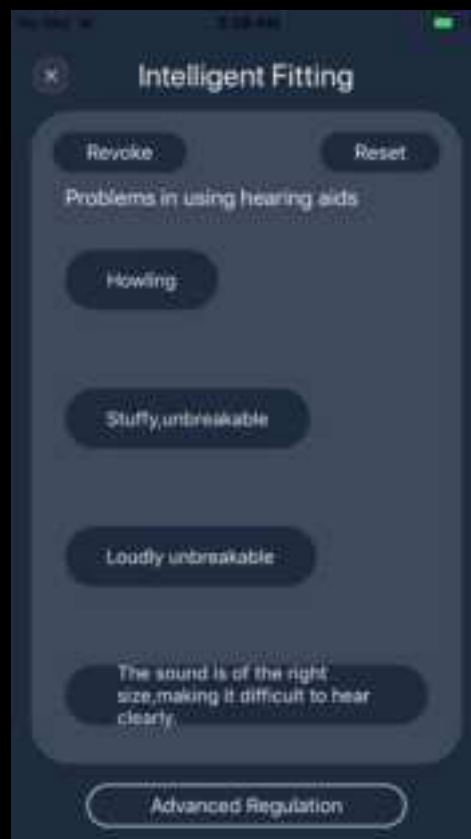 Intelligent Fitting
Revoke
Reset
Problems in using hearing aids
Howling
Stuffy,unbreakable
Loudly unbreakable
The sound is of the right
size,making it difficult to hear
clearly.
Advanced Regulation